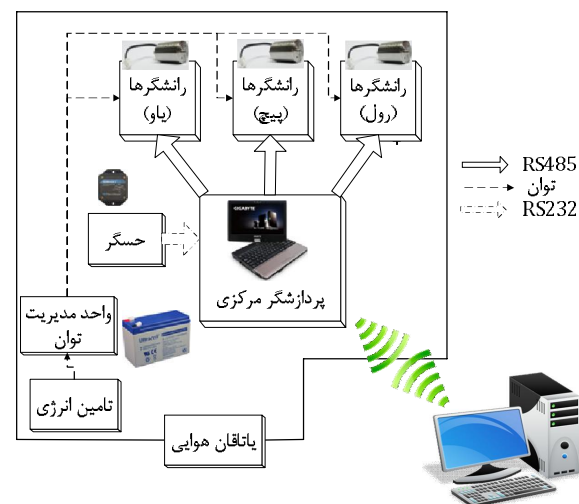 رانشگرها
(یاو)
رانشگرها
(پیچ)
رانشگرها
(رول)
RS485
توان
RS232
حسگر
GIGABYTE
پردازشگر مرکزی
واحد مدیریت
توان
تامین انرژی
یاتاقان هوایی